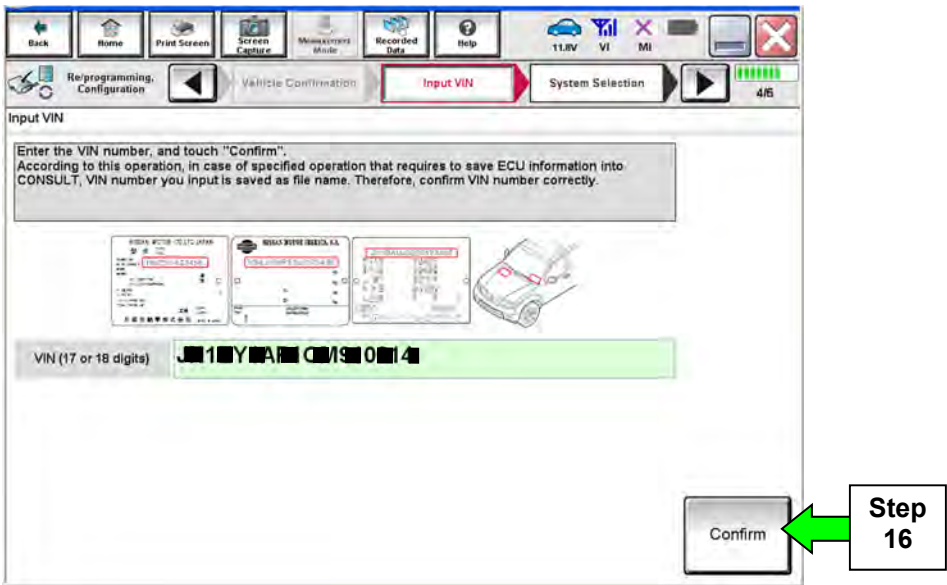 Back
Home
Print Screen
Screen
Capture
Measurement
Mode
Recorded
Data
Help
11.8V
VI
MI
Re/programming,
Configuration
Vehicle Confirmation
Input VIN
System Selection
4/6
Input VIN
Enter the VIN number, and touch "Confirm".
According to this operation, in case of specified operation that requires to save ECU information into
CONSULT, VIN number you input is saved as file name. Therefore, confirm VIN number correctly.
VIN (17 or 18 digits)
Confirm
Step
16